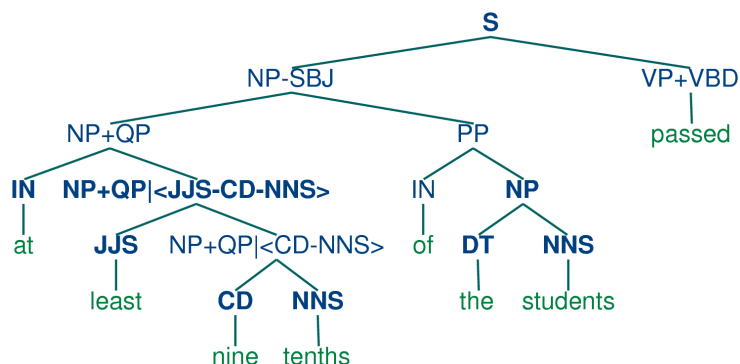 S
NP-SBJ VP+VBD
NP+QP PP passed
IN NP+QP|<JJS-CD-NNS> IN NP
at JJS NP+QP|<CD-NNS> of DT NNS
least CD NNS the students
nine tenths